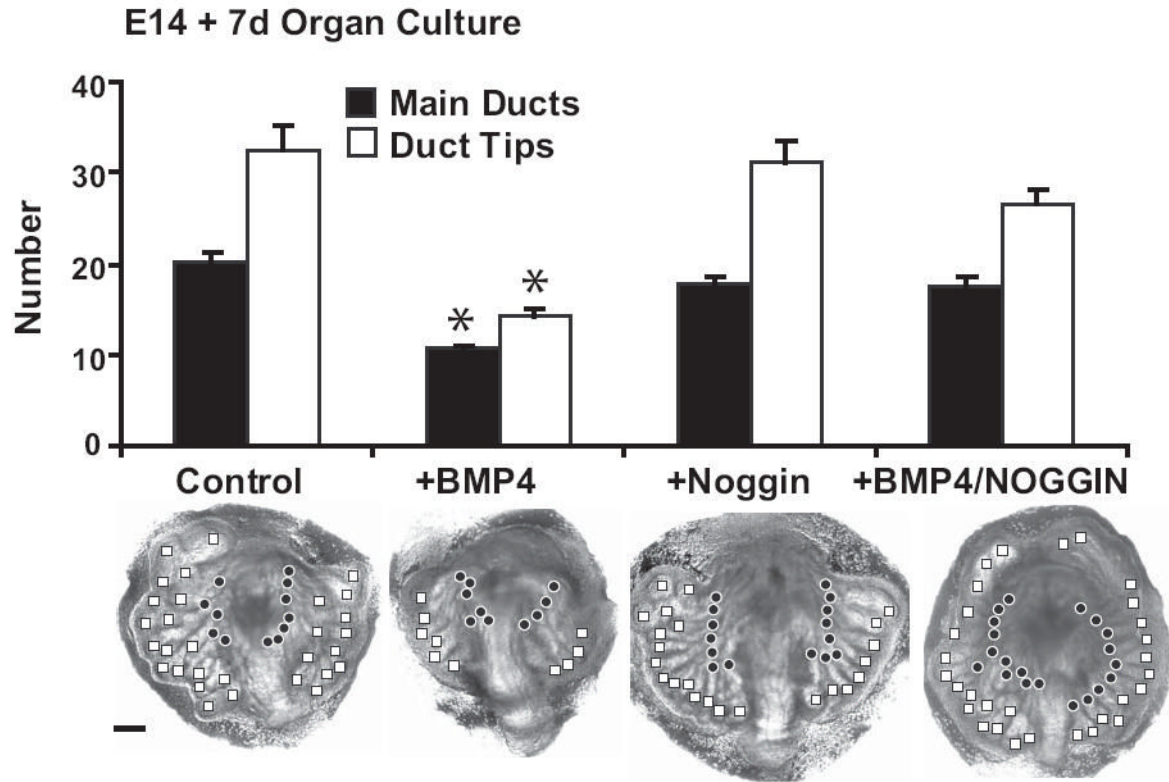 E14 + 7d Organ Culture
40
30
20
10
0
Number
Main Ducts
Duct Tips
*
*
Control
+BMP4
+Noggin
+BMP4/NOGGIN